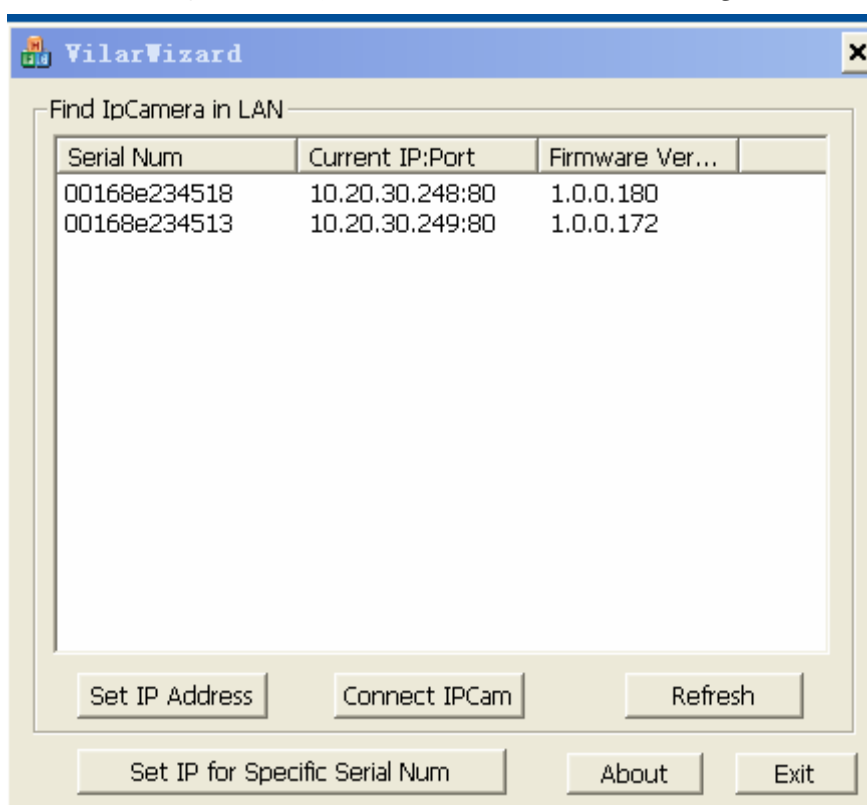 VilarWizard
Find IpCamera in LAN
Serial Num Current IP:Port Firmware Ver...
00168e234518 10.20.30.248:80 1.0.0.180
00168e234513 10.20.30.249:80 1.0.0.172
Set IP Address Connect IPCam Refresh
Set IP for Specific Serial Num About Exit